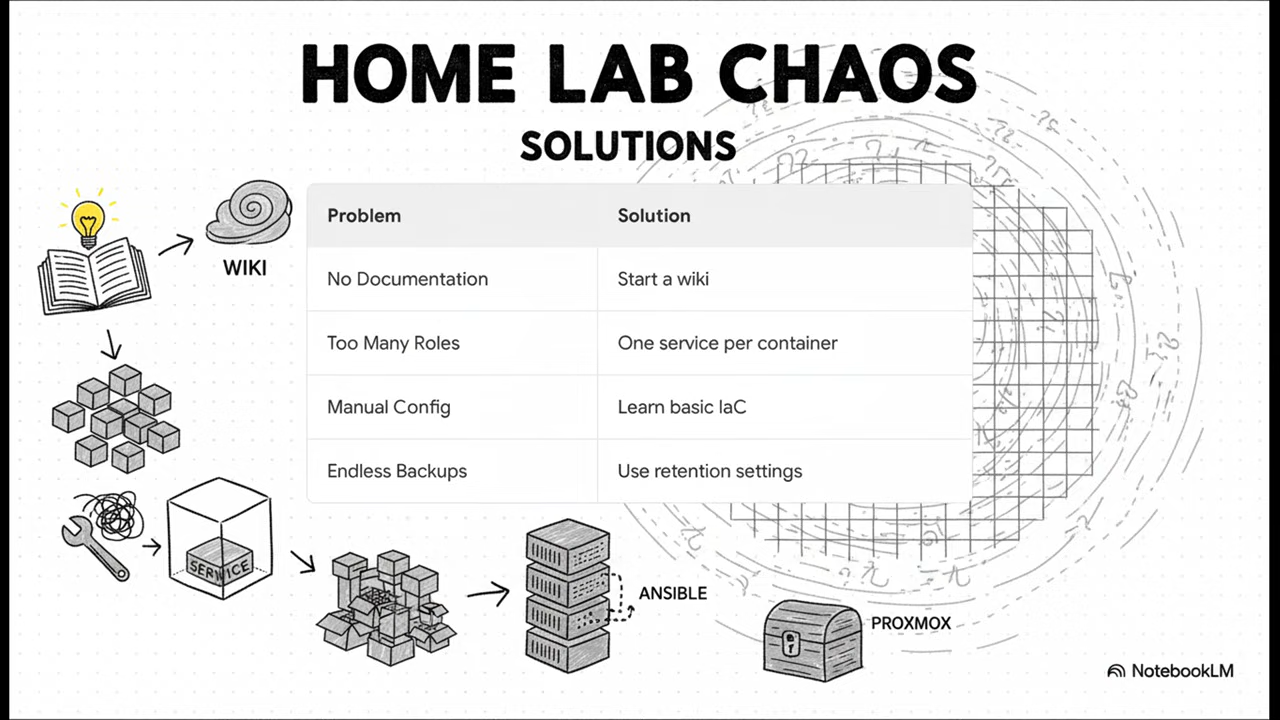 HOME LAB CHAOS
SOLUTIONS
Problem Solution
No Documentation Start a wiki
Too Many Roles One service per container
Manual Config Learn basic IaC
Endless Backups Use retention settings
WIKI
SERVICE
ANSIBLE
PROXMOX
NotebookLM